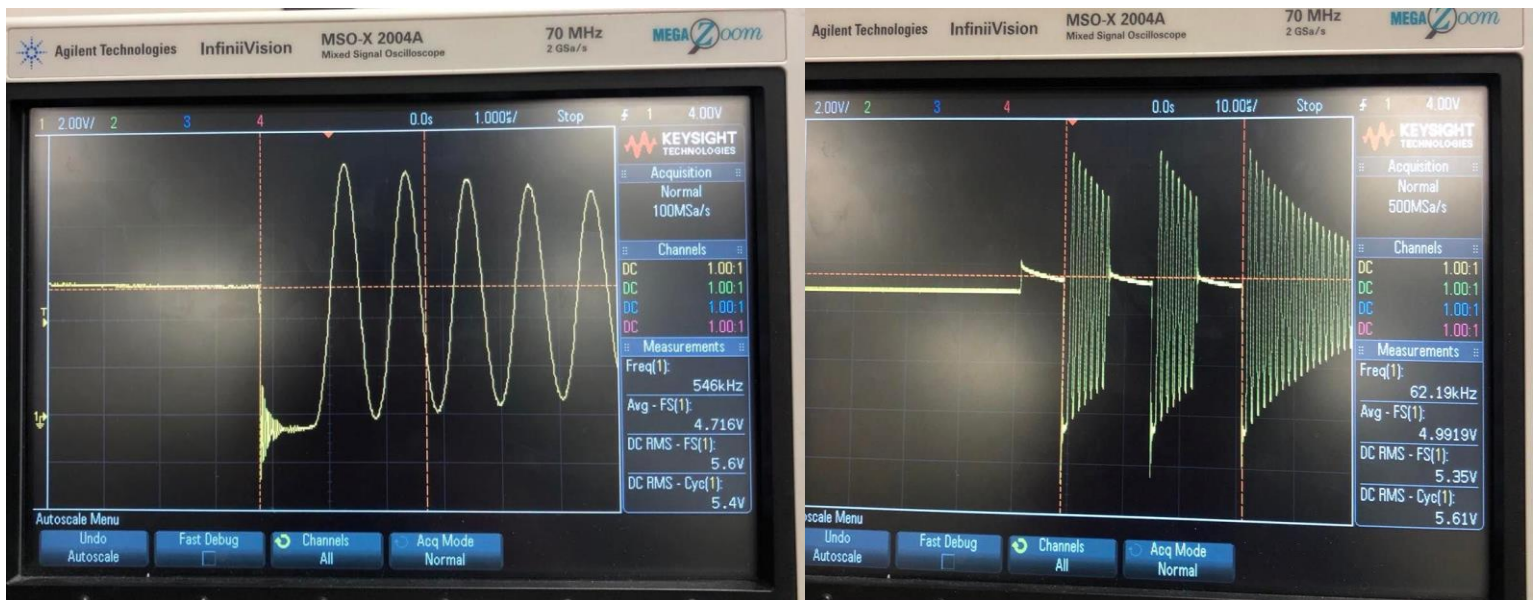 Agilent Technologies InfiniiVision MSO-X 2004A 70 MHz MEGA Zoom
Mixed Signal Oscilloscope 2 GSa/s
1 2.00V/ 2 3 4 0.0s 1.000µs/ Stop 1 4.00V
KEYSIGHT
TECHNOLOGIES
Acquisition
Normal
100MSa/s
Channels
DC 1.00:1
DC 1.00:1
DC 1.00:1
DC 1.00:1
Measurements
Freq(1):
546kHz
Avg - FS(1):
4.716V
DC RMS - FS(1):
5.6V
DC RMS - Cyc(1):
5.4V
T
1
Autoscale Menu
Undo Autoscale
Fast Debug
Channels
All
Acq Mode
Normal
Agilent Technologies InfiniiVision MSO-X 2004A 70 MHz MEGA Zoom
Mixed Signal Oscilloscope 2 GSa/s
2.00V/ 2 3 4 0.0s 10.00µs/ Stop 1 4.00V
KEYSIGHT
TECHNOLOGIES
Acquisition
Normal
500MSa/s
Channels
DC 1.00:1
DC 1.00:1
DC 1.00:1
DC 1.00:1
Measurements
Freq(1):
62.19kHz
Avg - FS(1):
4.9919V
DC RMS - FS(1):
5.35V
DC RMS - Cyc(1):
5.61V
oscale Menu
Undo Autoscale
Fast Debug
Channels
All
Acq Mode
Normal